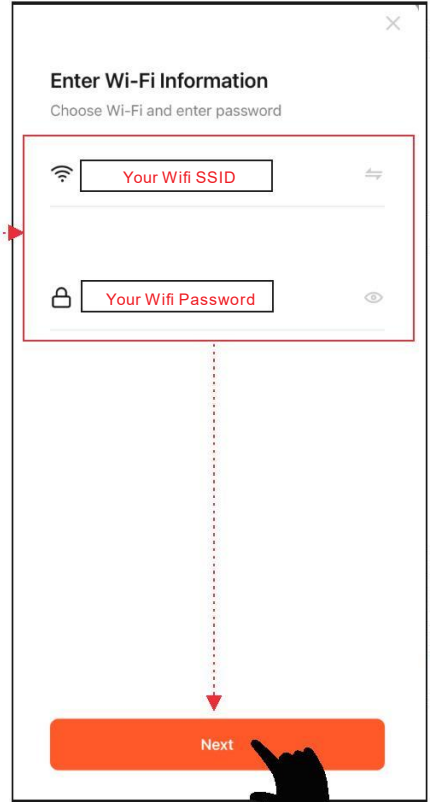 Enter Wi-Fi Information
Choose Wi-Fi and enter password
Your Wifi SSID
Your Wifi Password
Next